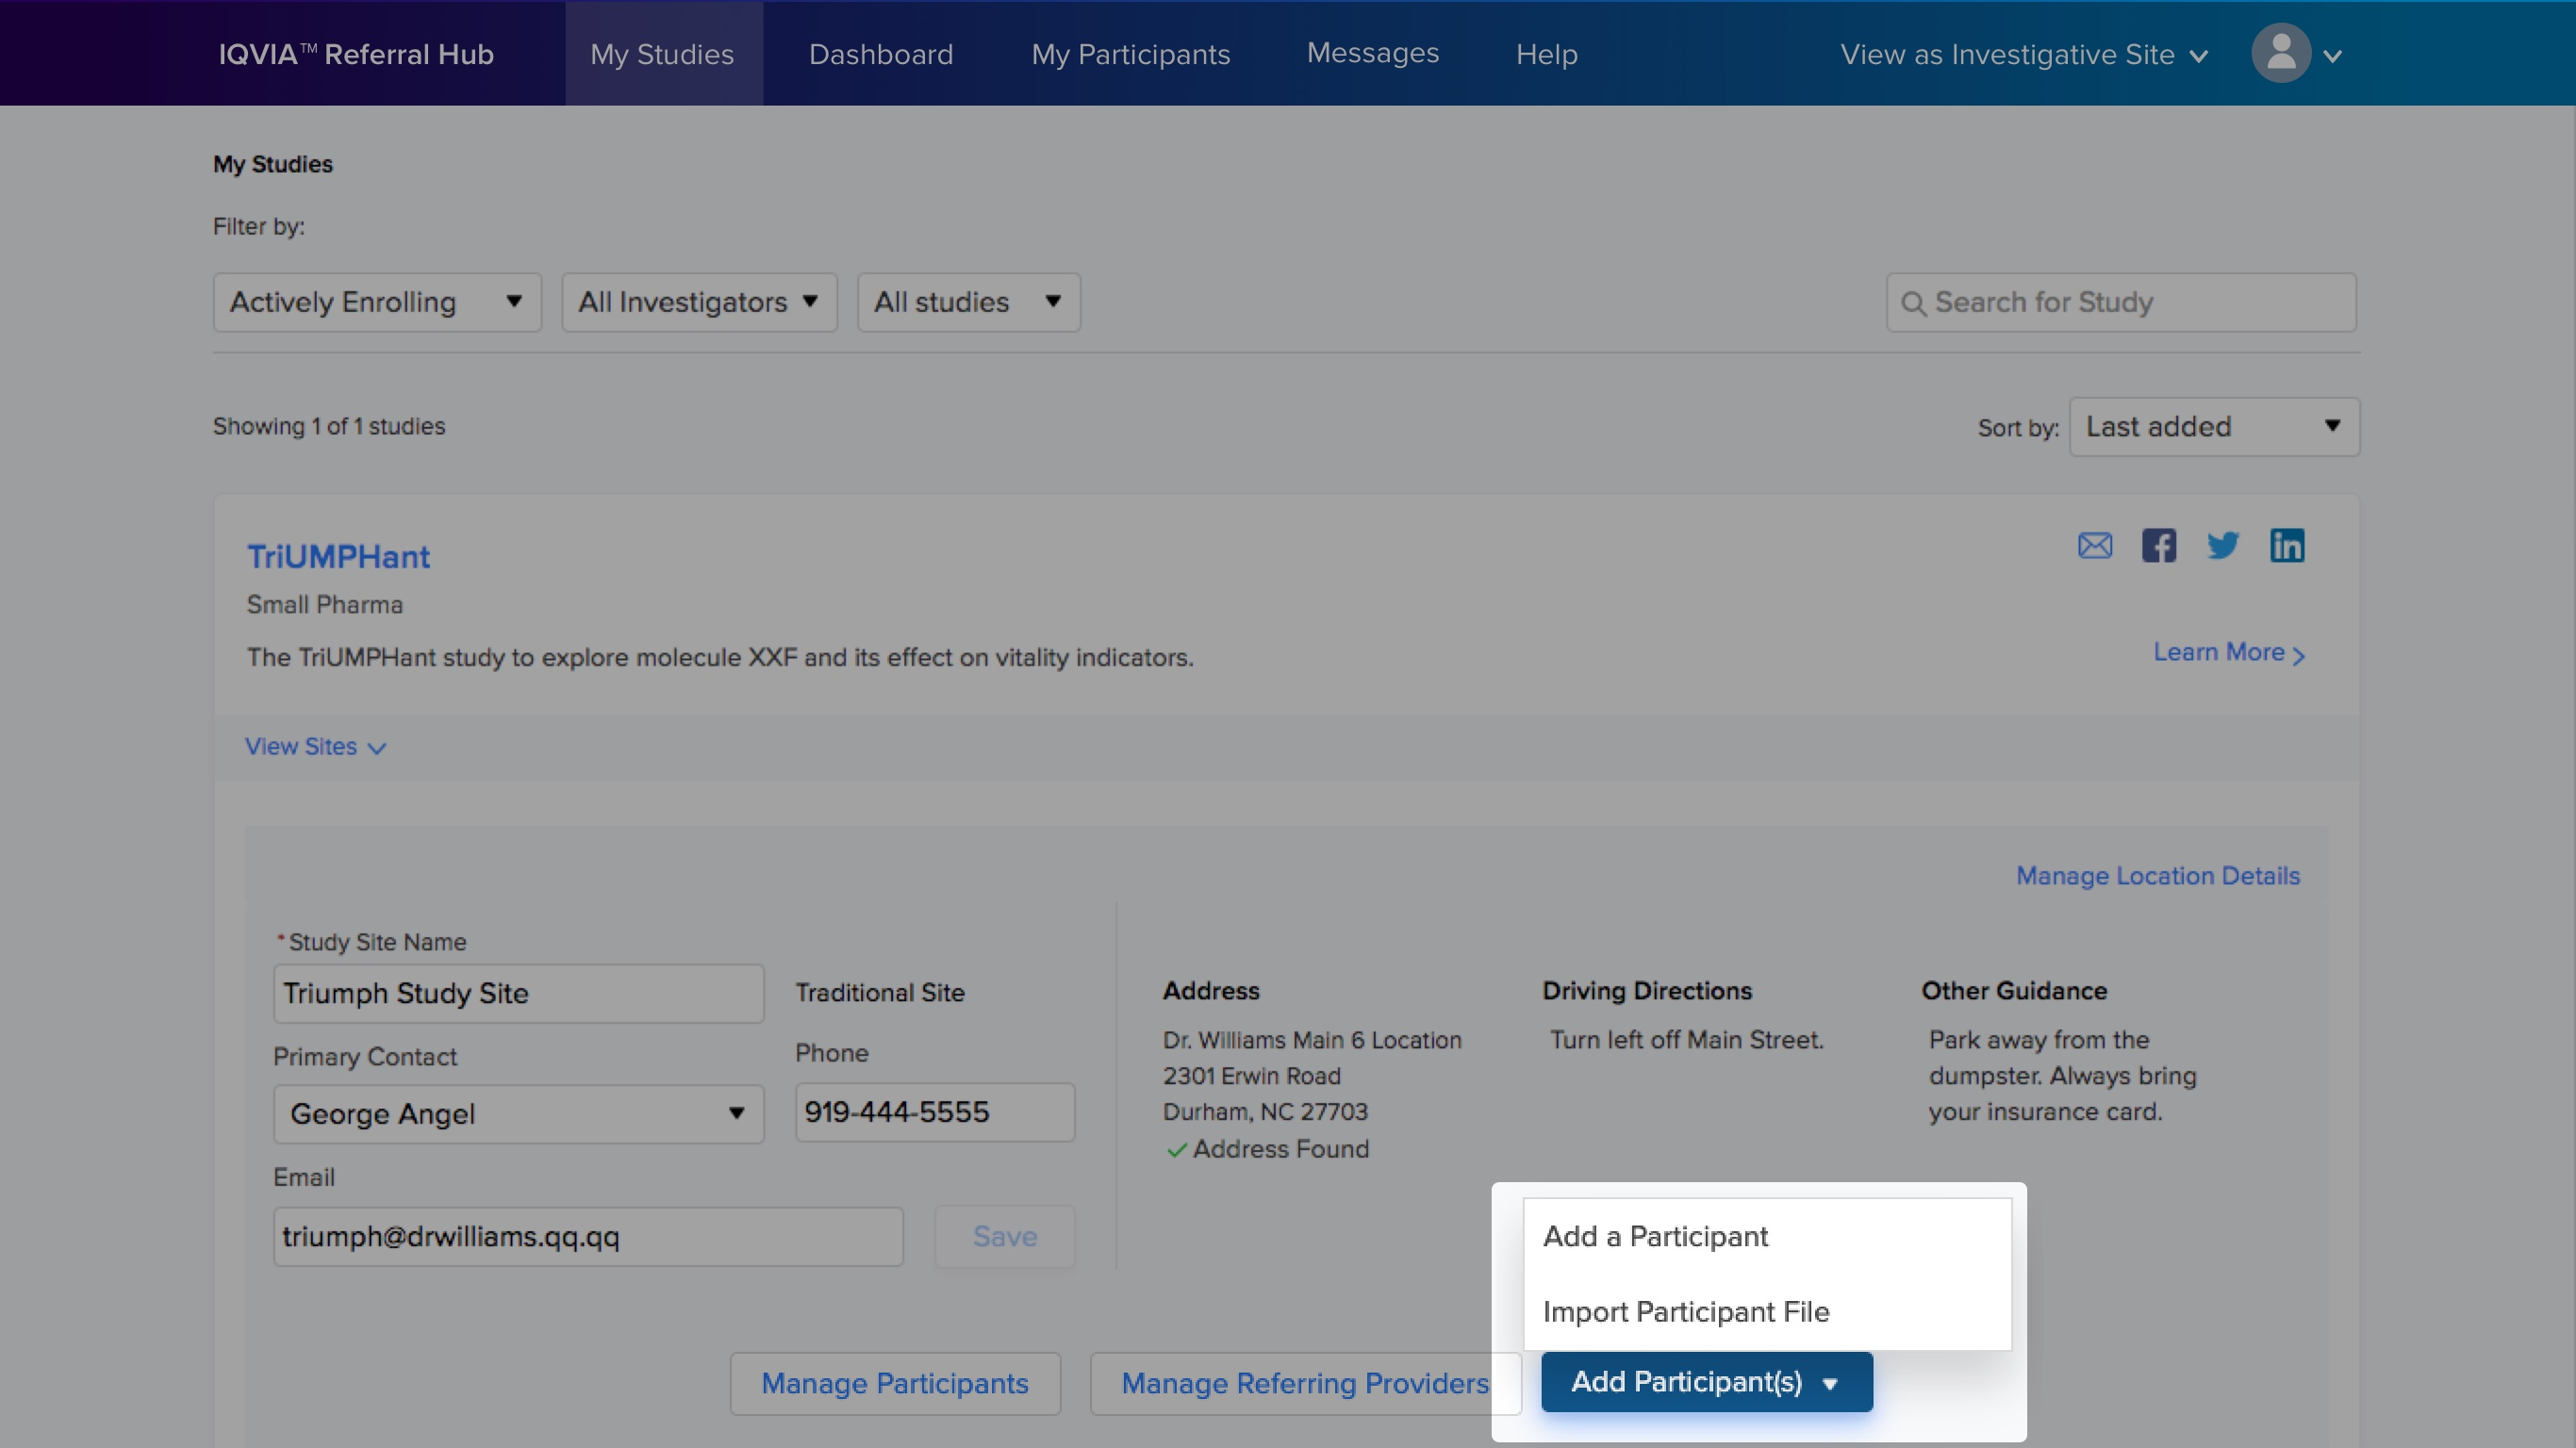 IQVIA™ Referral Hub
My Studies
Dashboard
My Participants
Messages
Help
View as Investigative Site
My Studies
Filter by:
Actively Enrolling
All Investigators
All studies
Search for Study
Showing 1 of 1 studies
Sort by:
Last added
TriUMPHant
Small Pharma
The TriUMPHant study to explore molecule XXF and its effect on vitality indicators.
Learn More
View Sites
Manage Location Details
* Study Site Name
Triumph Study Site
Traditional Site
Primary Contact
George Angel
Phone
919-444-5555
Email
triumph@drwilliams.qq.qq
Save
Address
Dr. Williams Main 6 Location
2301 Erwin Road
Durham, NC 27703
Address Found
Driving Directions
Turn left off Main Street.
Other Guidance
Park away from the
dumpster. Always bring
your insurance card.
Add a Participant
Import Participant File
Manage Participants
Manage Referring Providers
Add Participant(s)